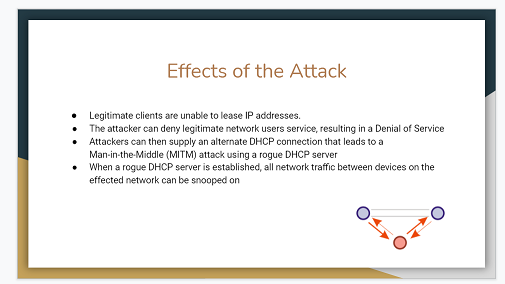 Effects of the Attack
● Legitimate clients are unable to lease IP addresses.
● The attacker can deny legitimate network users service, resulting in a Denial of Service
● Attackers can then supply an alternate DHCP connection that leads to a
Man-in-the-Middle (MITM) attack using a rogue DHCP server
● When a rogue DHCP server is established, all network traffic between devices on the
effected network can be snooped on